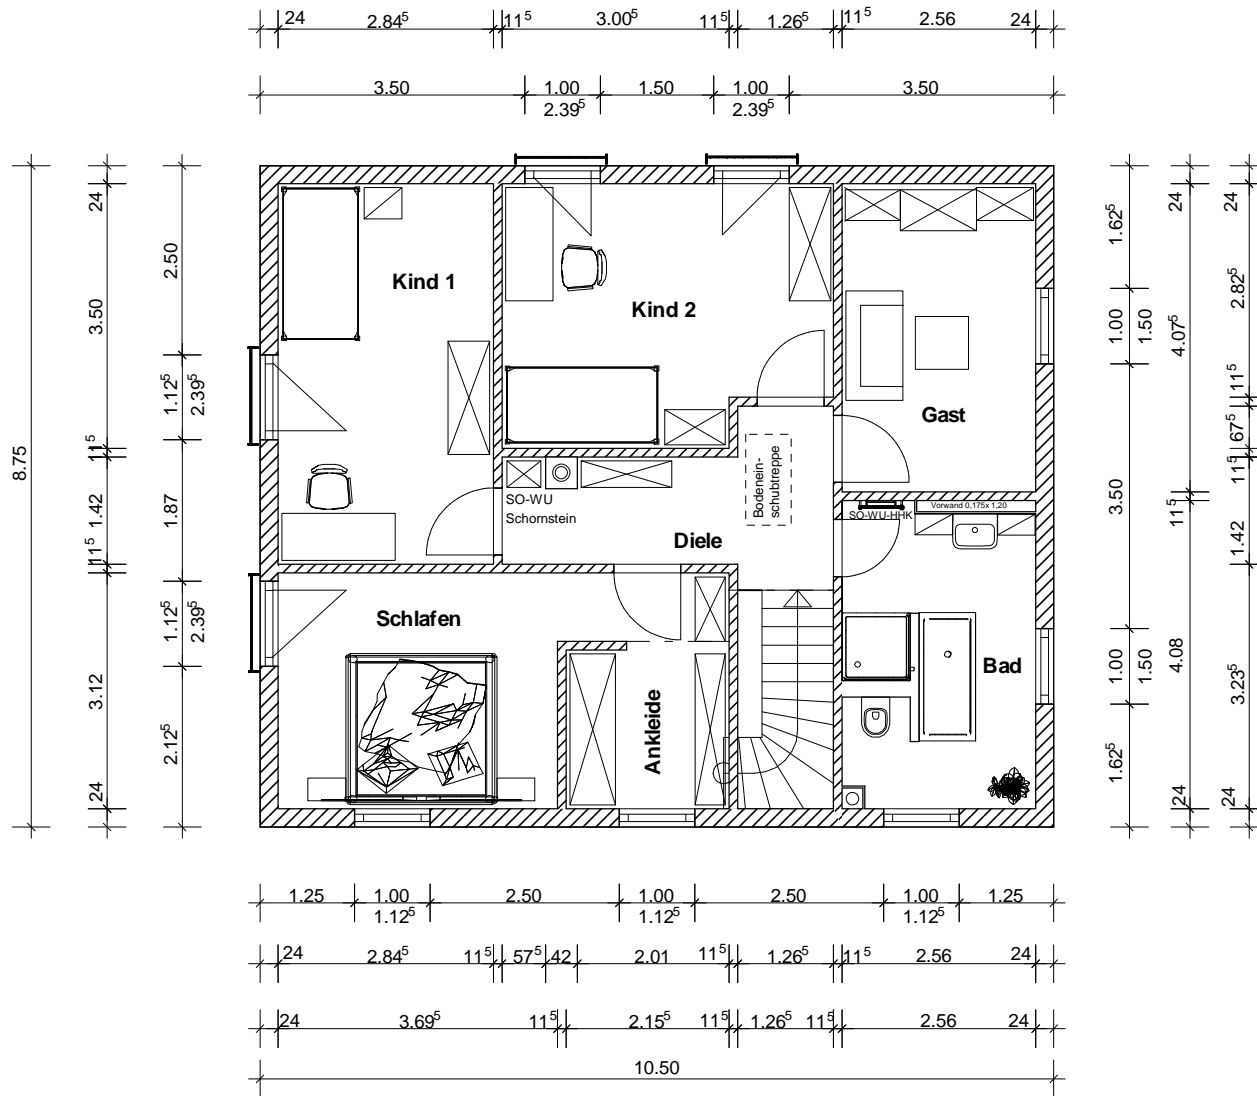 24 2.84⁵ 11⁵ 3.00⁵ 11⁵ 1.26⁵ 11⁵ 2.56 24
3.50 1.00 1.50 1.00 3.50
2.39⁵ 2.39⁵
8.75
24
3.50
11⁵
1.42
11⁵
3.12
24
2.50
1.12⁵
2.39⁵
1.87
1.12⁵
2.39⁵
2.12⁵
Kind 1
Kind 2
Gast
Bodenein-
schubtreppe
SO-WU
Schornstein
Diele
SO-WU-HHK
Vorwand 0,175x 1,20
Schlafen
Ankleide
Bad
1.62⁵
1.00
1.50
3.50
1.00
1.50
1.62⁵
24
4.07⁵
11⁵
4.08
24
24
2.82⁵
11⁵
67⁵
11⁵
1.42
3.23⁵
24
1.25 1.00 2.50 1.00 2.50 1.00 1.25
1.12⁵ 1.12⁵ 1.12⁵
24 2.84⁵ 11⁵ 57⁵ 42 2.01 11⁵ 1.26⁵ 11⁵ 2.56 24
24 3.69⁵ 11⁵ 2.15⁵ 11⁵ 1.26⁵ 11⁵ 2.56 24
10.50